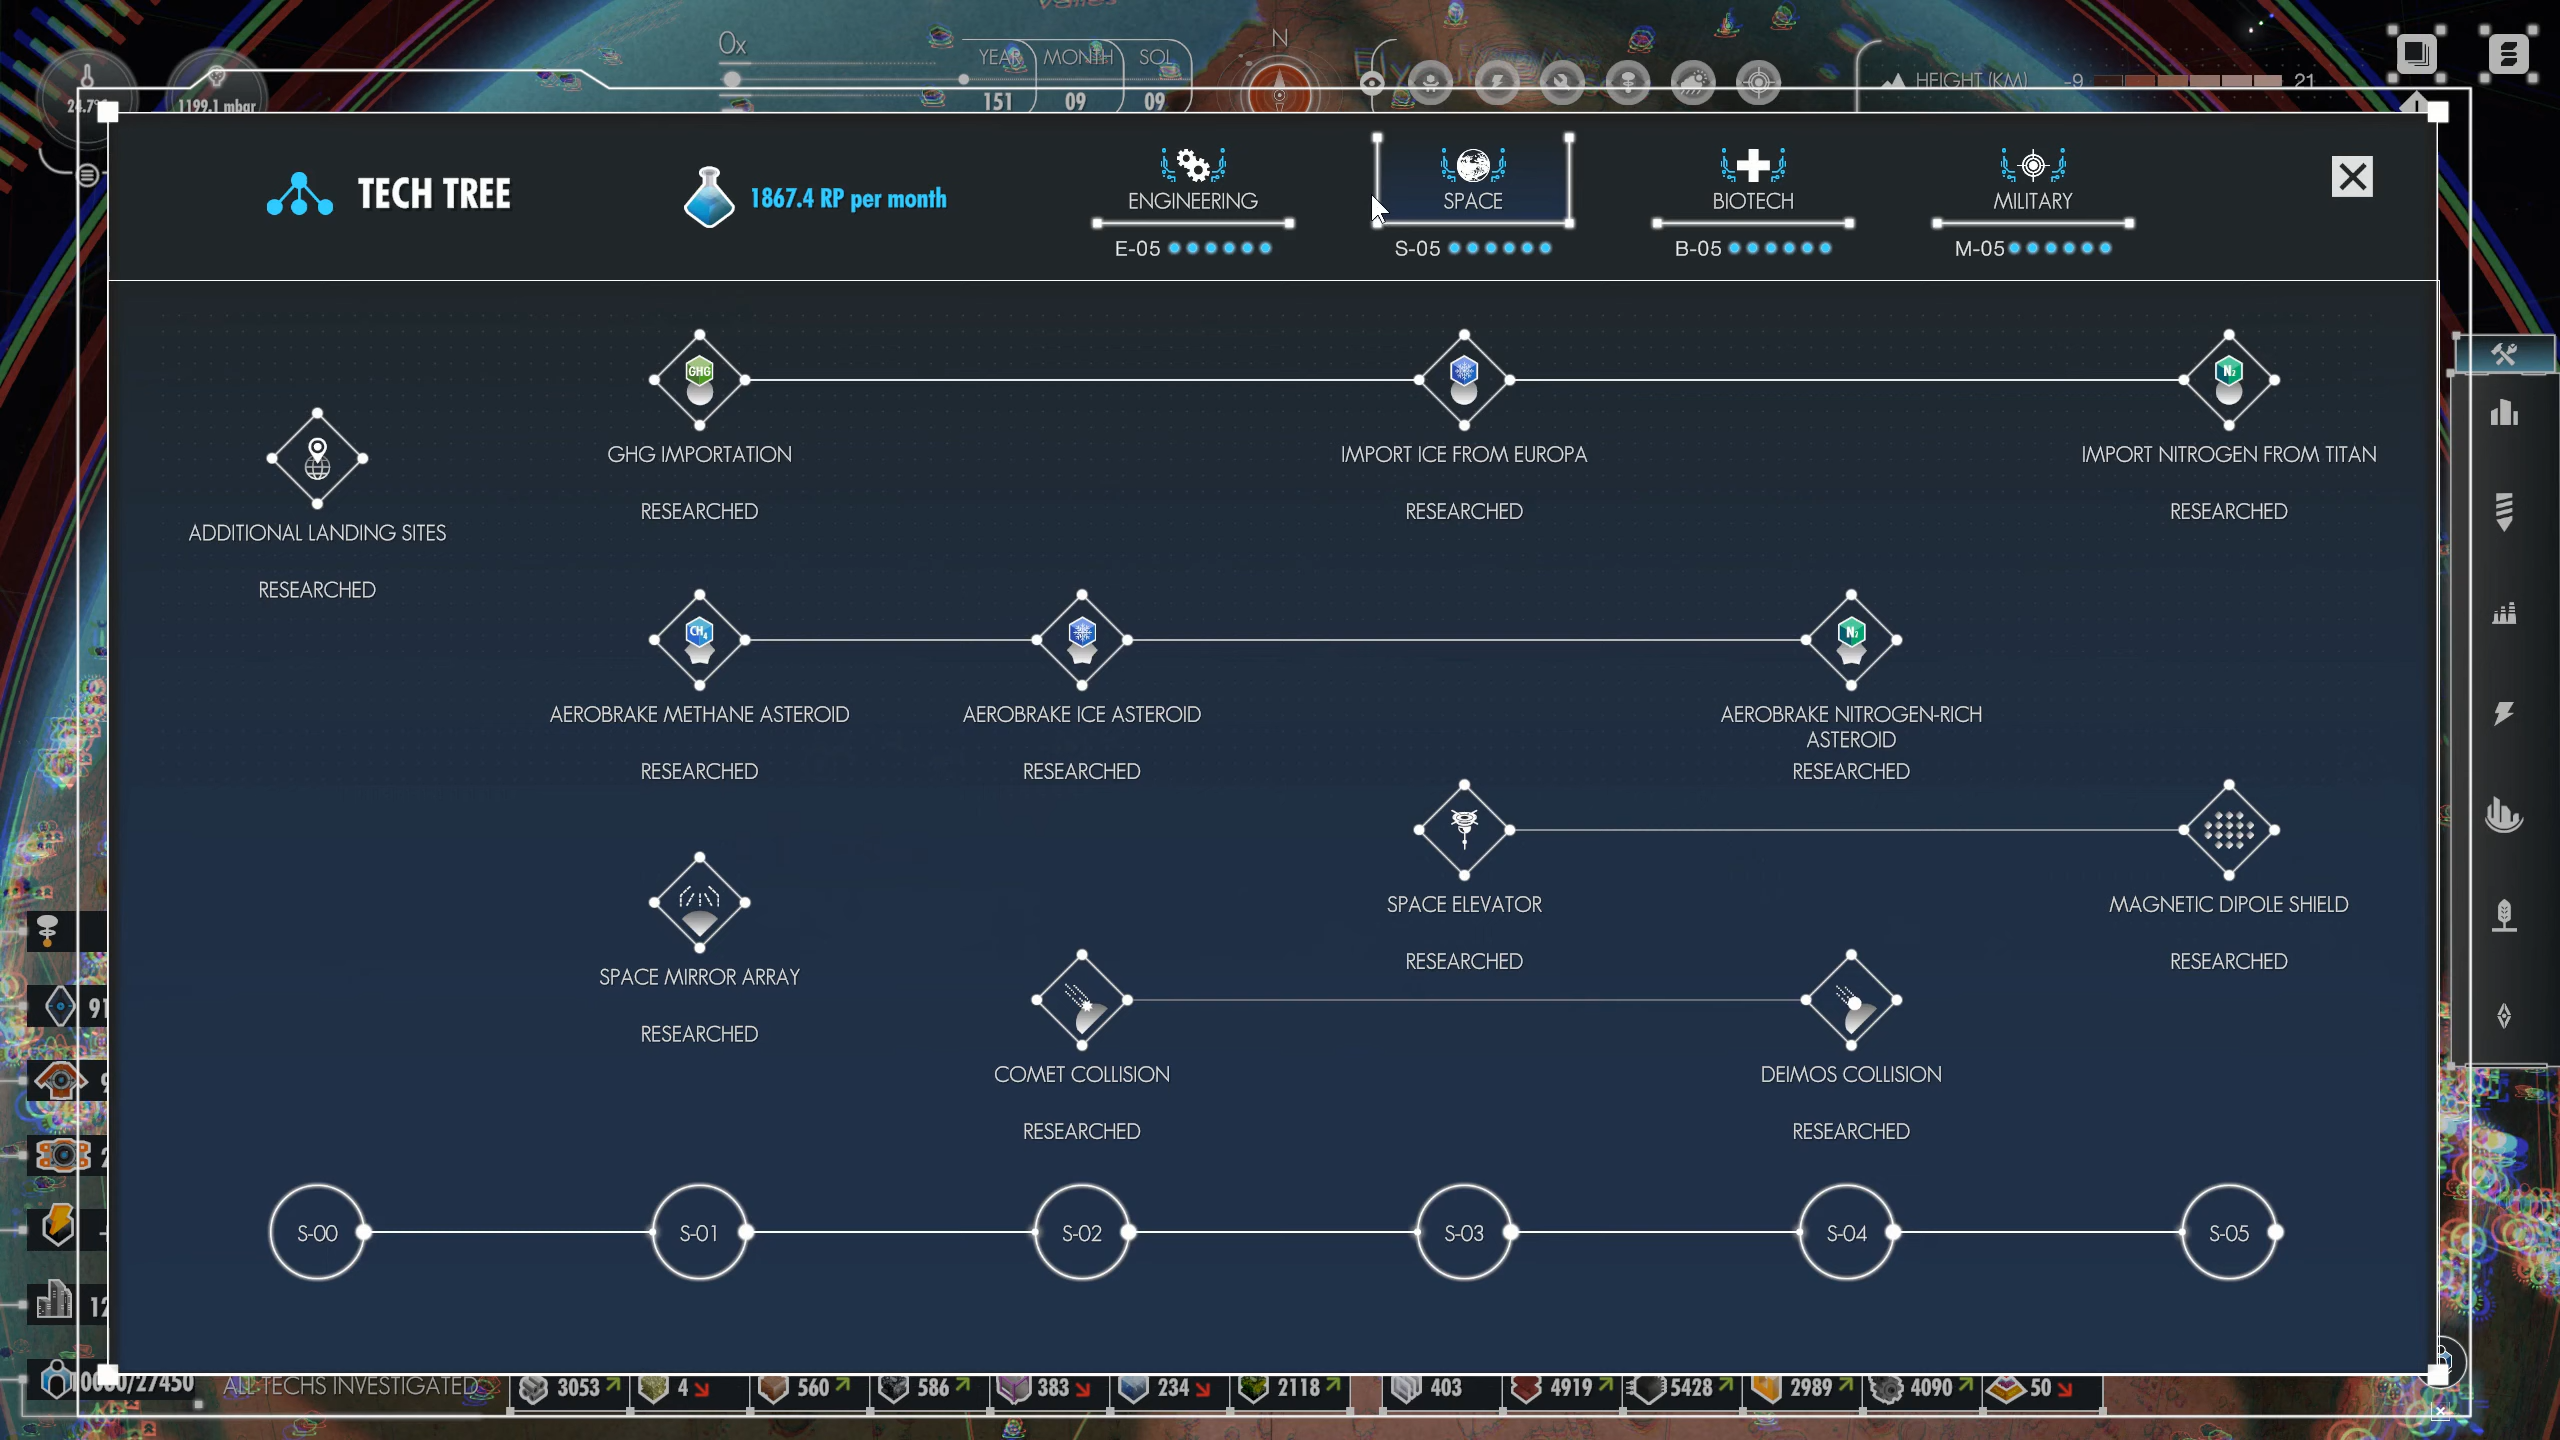 0x
YEAR MONTH SOL
151 09 09
N
HEIGHT (KM) -9 21
1199.1 mbar
TECH TREE
1867.4 RP per month
ENGINEERING
SPACE
BIOTECH
MILITARY
E-05
S-05
B-05
M-05
GHG
N2
GHG IMPORTATION
IMPORT ICE FROM EUROPA
IMPORT NITROGEN FROM TITAN
RESEARCHED
RESEARCHED
RESEARCHED
ADDITIONAL LANDING SITES
RESEARCHED
CH4
N2
AEROBRAKE METHANE ASTEROID
AEROBRAKE ICE ASTEROID
AEROBRAKE NITROGEN-RICH
ASTEROID
RESEARCHED
RESEARCHED
RESEARCHED
SPACE ELEVATOR
MAGNETIC DIPOLE SHIELD
RESEARCHED
RESEARCHED
SPACE MIRROR ARRAY
RESEARCHED
COMET COLLISION
DEIMOS COLLISION
RESEARCHED
RESEARCHED
S-00
S-01
S-02
S-03
S-04
S-05
ALL TECHS INVESTIGATED
3053
4
560
586
383
234
2118
403
4919
5428
2989
4090
50